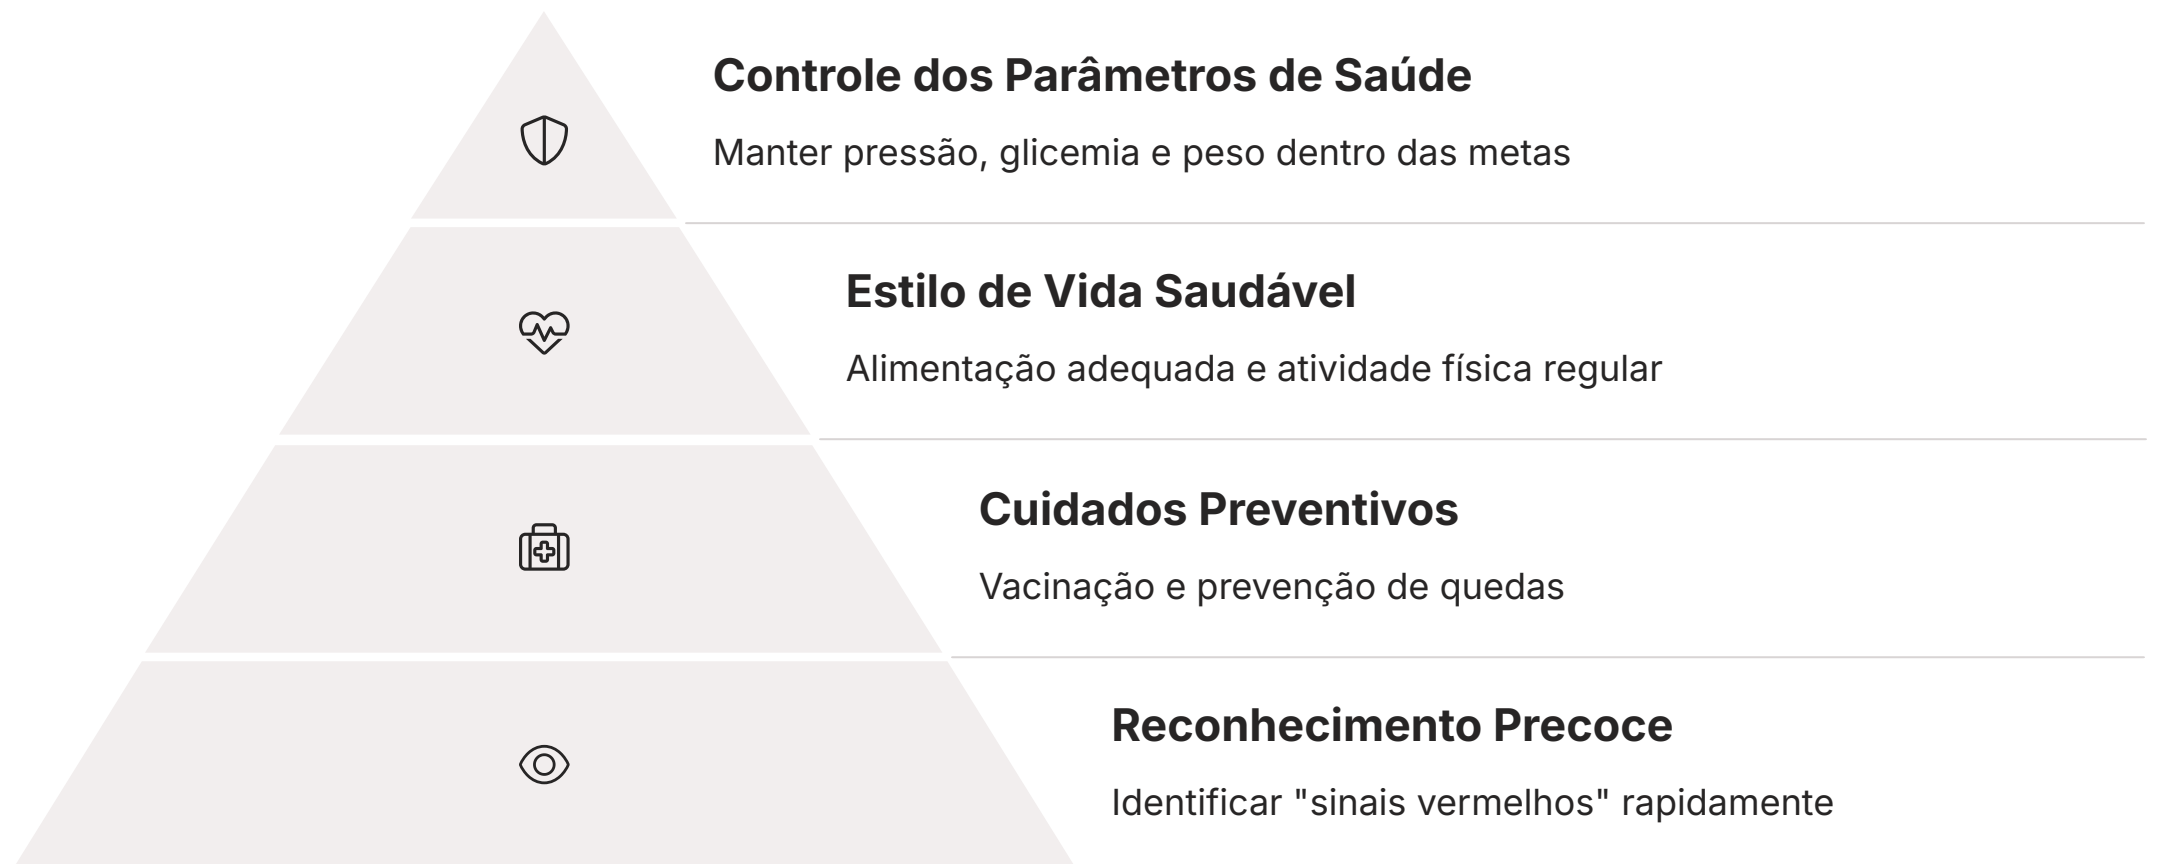 Controle dos Parâmetros de Saúde
Manter pressão, glicemia e peso dentro das metas
Estilo de Vida Saudável
Alimentação adequada e atividade física regular
Cuidados Preventivos
Vacinação e prevenção de quedas
Reconhecimento Precoce
Identificar "sinais vermelhos" rapidamente